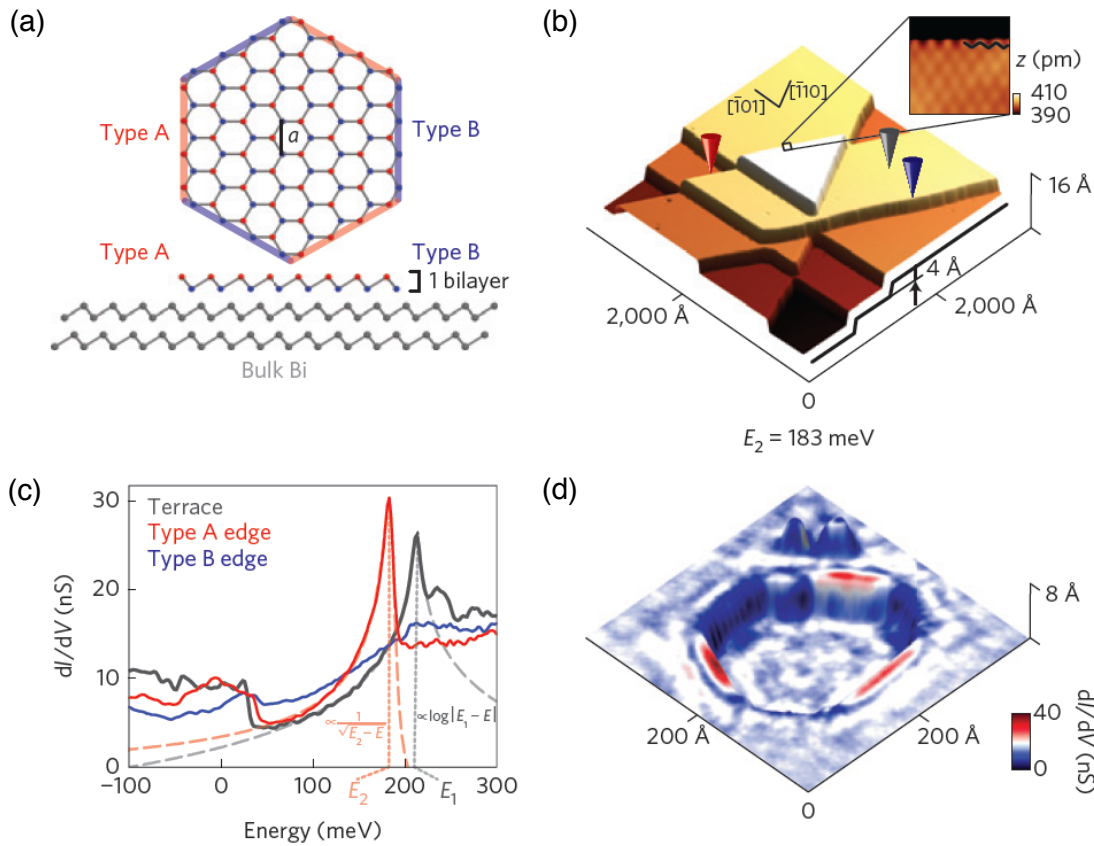 (a)
Type A
Type B
a
Type A
Type B
1 bilayer
Bulk Bi
(b)
[1̄01]
[1̄10]
z (pm)
410
390
16 Å
4 Å
2,000 Å
2,000 Å
0
E₂ = 183 meV
(c)
30
20
10
0
dI/dV (nS)
Terrace
Type A edge
Type B edge
∝ 1/√E₂ − E
∝log|E₁ − E|
−100
0
100
200
300
E₂
E₁
Energy (meV)
(d)
8 Å
200 Å
200 Å
0
40
0
dI/dV (nS)